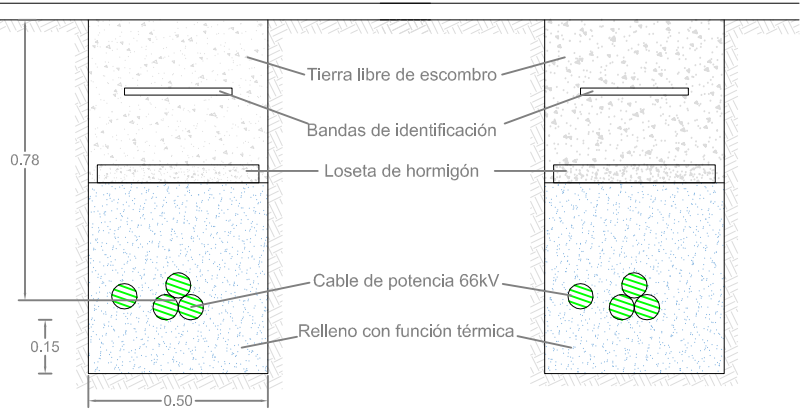 Tierra libre de escombro
Bandas de identificación
0.78
Loseta de hormigón
Cable de potencia 66kV
Relleno con función térmica
0.15
0.50